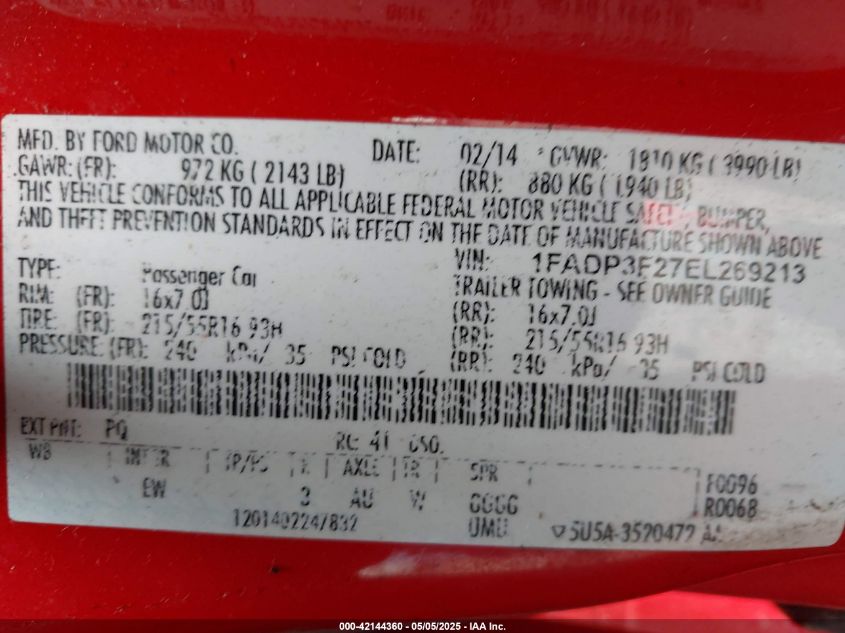 MFD. BY FORD MOTOR CO. DATE: 02/14 GVWR: 1810 KG ( 3990 LB)
GAWR: (FR): 972 KG ( 2143 LB) (RR): 880 KG ( 1940 LB)
THIS VEHICLE CONFORMS TO ALL APPLICABLE FEDERAL MOTOR VEHICLE SAFETY, BUMPER,
AND THEFT PREVENTION STANDARDS IN EFFECT ON THE DATE OF MANUFACTURE SHOWN ABOVE
VIN: 1FADP3F27EL269213
TYPE: Passenger Car TRAILER TOWING - SEE OWNER GUIDE
RIM: (FR): 16x7.0J (RR): 16x7.0J
TIRE: (FR): 215/55R16 93H (RR): 215/55R16 93H
PRESSURE: (FR): 240 kPa/ 35 PSI COLD (RR): 240 kPa/ 35 PSI COLD
EXT PNT: PQ RC: 41 DSO:
WB INT TR TP/PS R AXLE TR SPR F0096
EW 3 AU W GGGG R0068
UMU 5U5A-3520472 AA
000-42144360 - 05/05/2025 - IAA Inc.